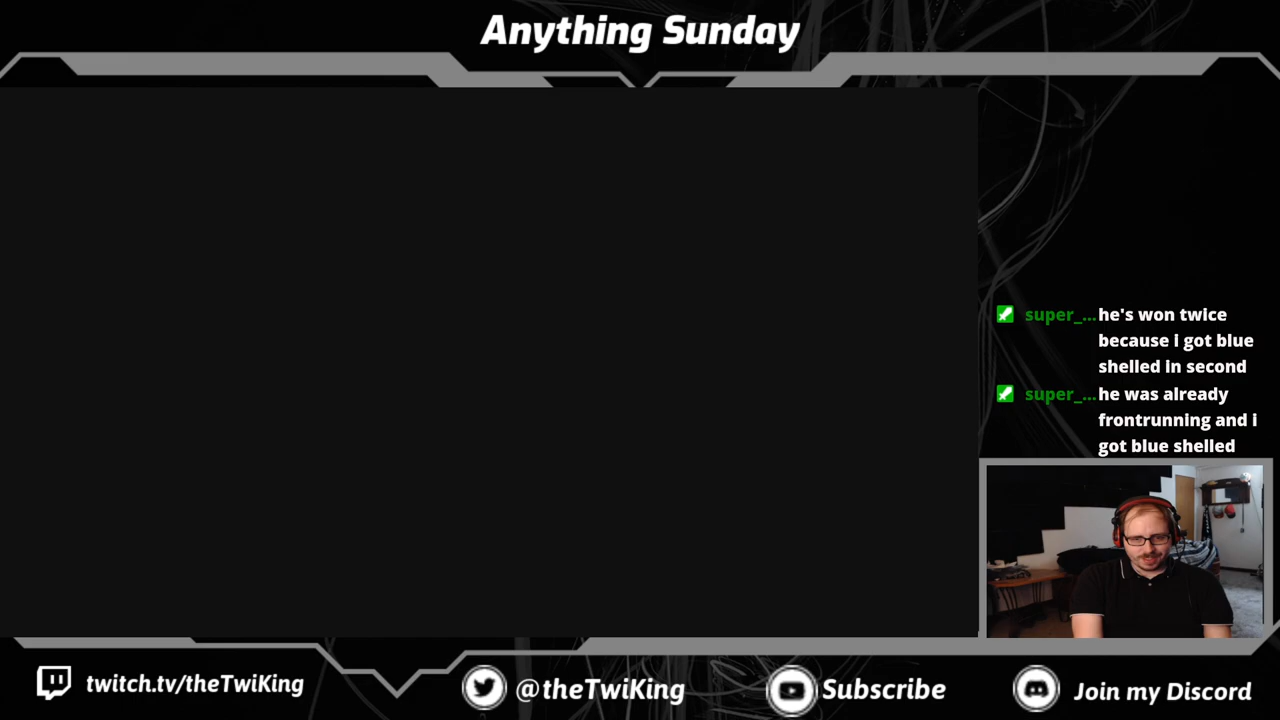 Anything Sunday
super_... he's won twice
because i got blue
shelled in second
super_... he was already
frontrunning and i
got blue shelled
twitch.tv/theTwiKing
@theTwiKing
Subscribe
Join my Discord